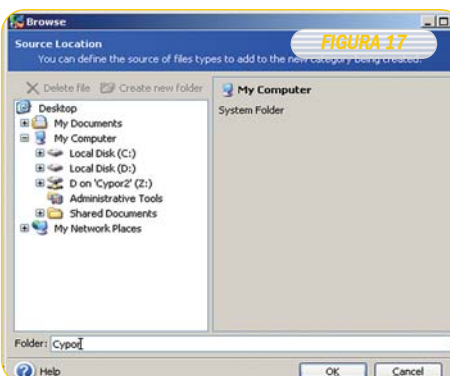 Browse
FIGURA 17
Source Location
You can define the source of files types to add to the new category being created.
Delete file Create new folder
My Computer
System Folder
Desktop
My Documents
My Computer
Local Disk (C:)
Local Disk (D:)
D on 'Cypor2' (Z:)
Administrative Tools
Shared Documents
My Network Places
Folder: Cypor
Help OK Cancel